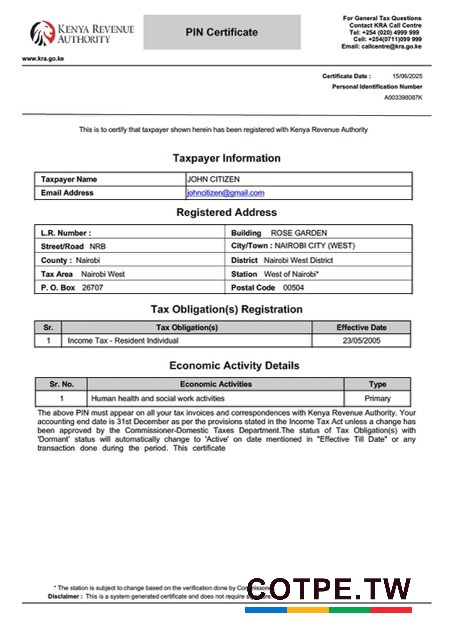 KENYA REVENUE
AUTHORITY
PIN Certificate
For General Tax Questions
Contact KRA Call Centre
Tel: +254 (020) 4999 999
Cell: +254(0711)099 999
Email: callcentre@kra.go.ke
www.kra.go.ke
Certificate Date : 15/06/2025
Personal Identification Number
A003398087K
This is to certify that taxpayer shown herein has been registered with Kenya Revenue Authority
Taxpayer Information
Taxpayer Name JOHN CITIZEN
Email Address johncitizen@gmail.com
Registered Address
L.R. Number : Building ROSE GARDEN
Street/Road NRB City/Town : NAIROBI CITY (WEST)
County : Nairobi District Nairobi West District
Tax Area Nairobi West Station West of Nairobi*
P. O. Box 26707 Postal Code 00504
Tax Obligation(s) Registration
Sr. Tax Obligation(s) Effective Date
1 Income Tax - Resident Individual 23/05/2005
Economic Activity Details
Sr. No. Economic Activities Type
1 Human health and social work activities Primary
The above PIN must appear on all your tax invoices and correspondences with Kenya Revenue Authority. Your
accounting end date is 31st December as per the provisions stated in the Income Tax Act unless a change has
been approved by the Commissioner-Domestic Taxes Department.The status of Tax Obligation(s) with
'Dormant' status will automatically change to 'Active' on date mentioned in "Effective Till Date" or any
transaction done during the period. This certificate
* The station is subject to change based on the verification done by
Disclaimer : This is a system generated certificate and does not require
COTPE.TW